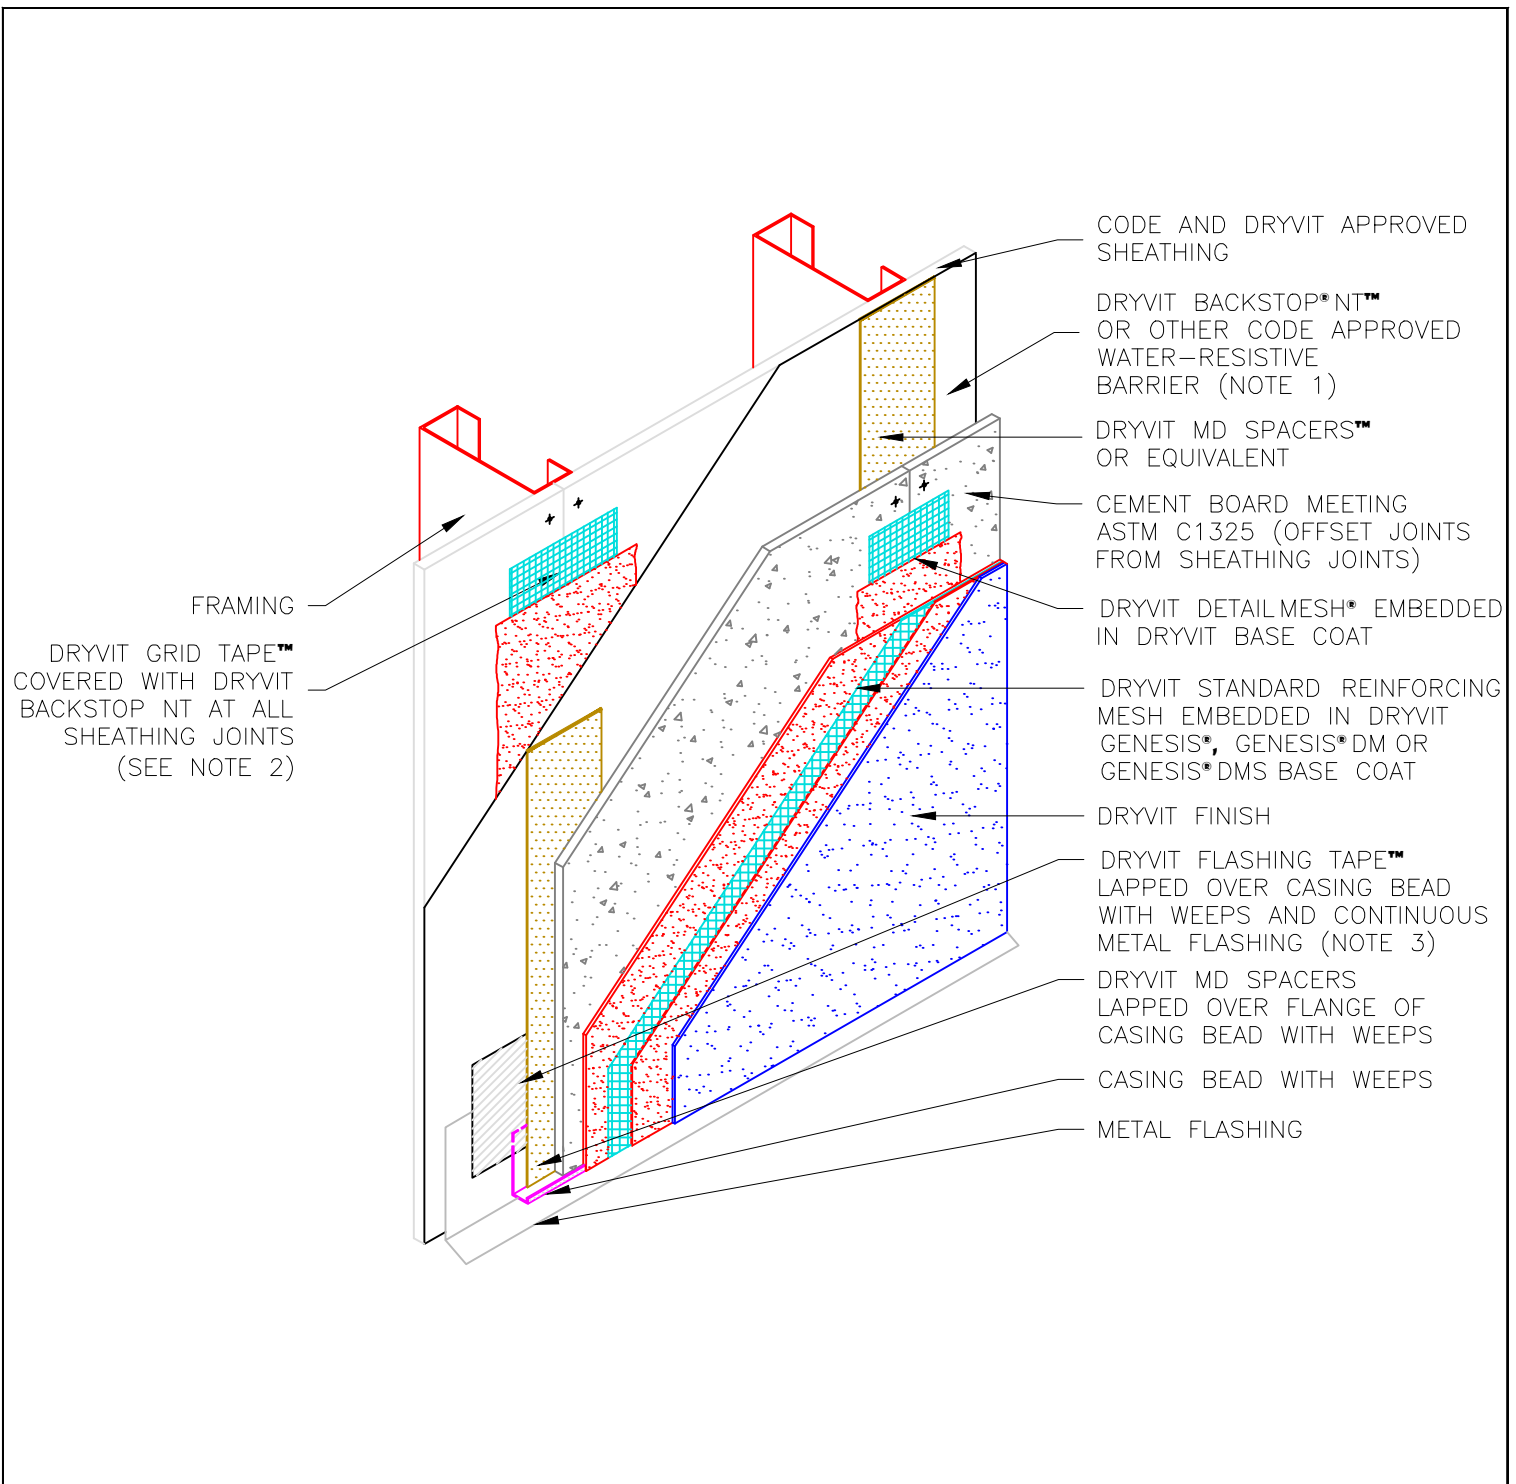 CODE AND DRYVIT APPROVED
SHEATHING
DRYVIT BACKSTOP® NT™
OR OTHER CODE APPROVED
WATER-RESISTIVE
BARRIER (NOTE 1)
DRYVIT MD SPACERS™
OR EQUIVALENT
CEMENT BOARD MEETING
ASTM C1325 (OFFSET JOINTS
FROM SHEATHING JOINTS)
DRYVIT DETAIL MESH® EMBEDDED
IN DRYVIT BASE COAT
DRYVIT STANDARD REINFORCING
MESH EMBEDDED IN DRYVIT
GENESIS®, GENESIS® DM OR
GENESIS® DMS BASE COAT
DRYVIT FINISH
DRYVIT FLASHING TAPE™
LAPPED OVER CASING BEAD
WITH WEEPS AND CONTINUOUS
METAL FLASHING (NOTE 3)
DRYVIT MD SPACERS
LAPPED OVER FLANGE OF
CASING BEAD WITH WEEPS
CASING BEAD WITH WEEPS
METAL FLASHING
FRAMING
DRYVIT GRID TAPE™
COVERED WITH DRYVIT
BACKSTOP NT AT ALL
SHEATHING JOINTS
(SEE NOTE 2)